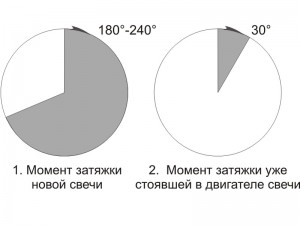 180°-240°
30°
1. Момент затяжки
новой свечи
2. Момент затяжки уже
стоявшей в двигателе свечи